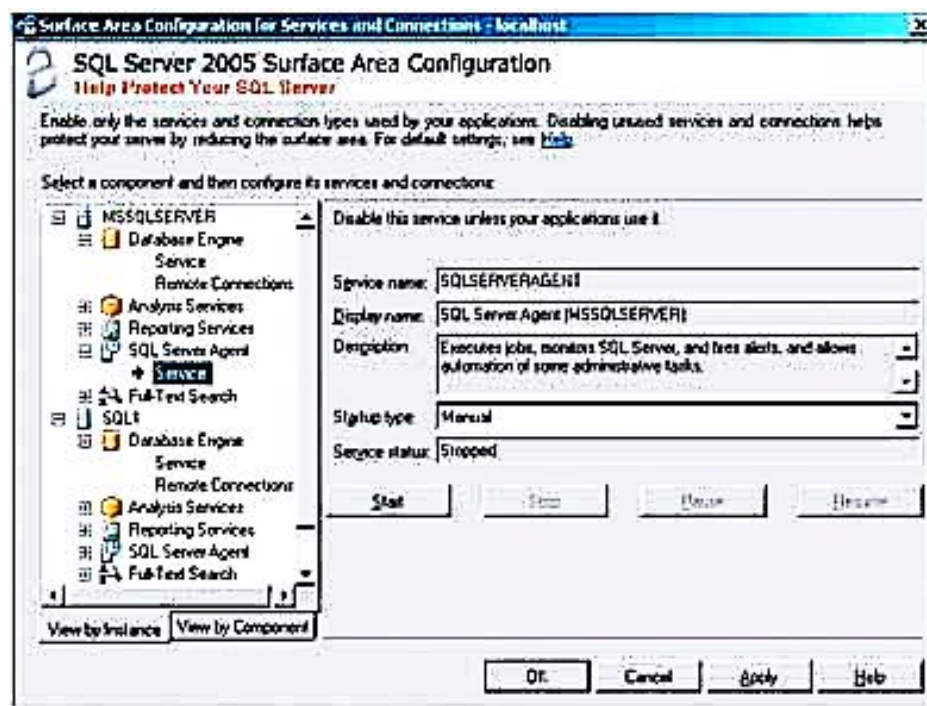 Surface Area Configuration for Services and Connections - localhost
SQL Server 2005 Surface Area Configuration
Help Protect Your SQL Server
Enable only the services and connection types used by your applications. Disabling unused services and connections helps
protect your server by reducing the surface area. For default settings, see Help.
Select a component and then configure its services and connections:
MSSQLSERVER
Database Engine
Service
Remote Connections
Analysis Services
Reporting Services
SQL Server Agent
Service
Full-Text Search
Database Engine
Service
Remote Connections
Analysis Services
Reporting Services
SQL Server Agent
Full-Text Search
View by Instance
View by Component
Disable this service unless your applications use it.
Service name: SQLSERVERAGENT
Display name: SQL Server Agent (MSSQLSERVER)
Description: Executes jobs, monitors SQL Server, and fires alerts, and allows
automation of some administrative tasks.
Startup type: Manual
Service status: Stopped
Start
Stop
Pause
Resume
OK
Cancel
Apply
Help